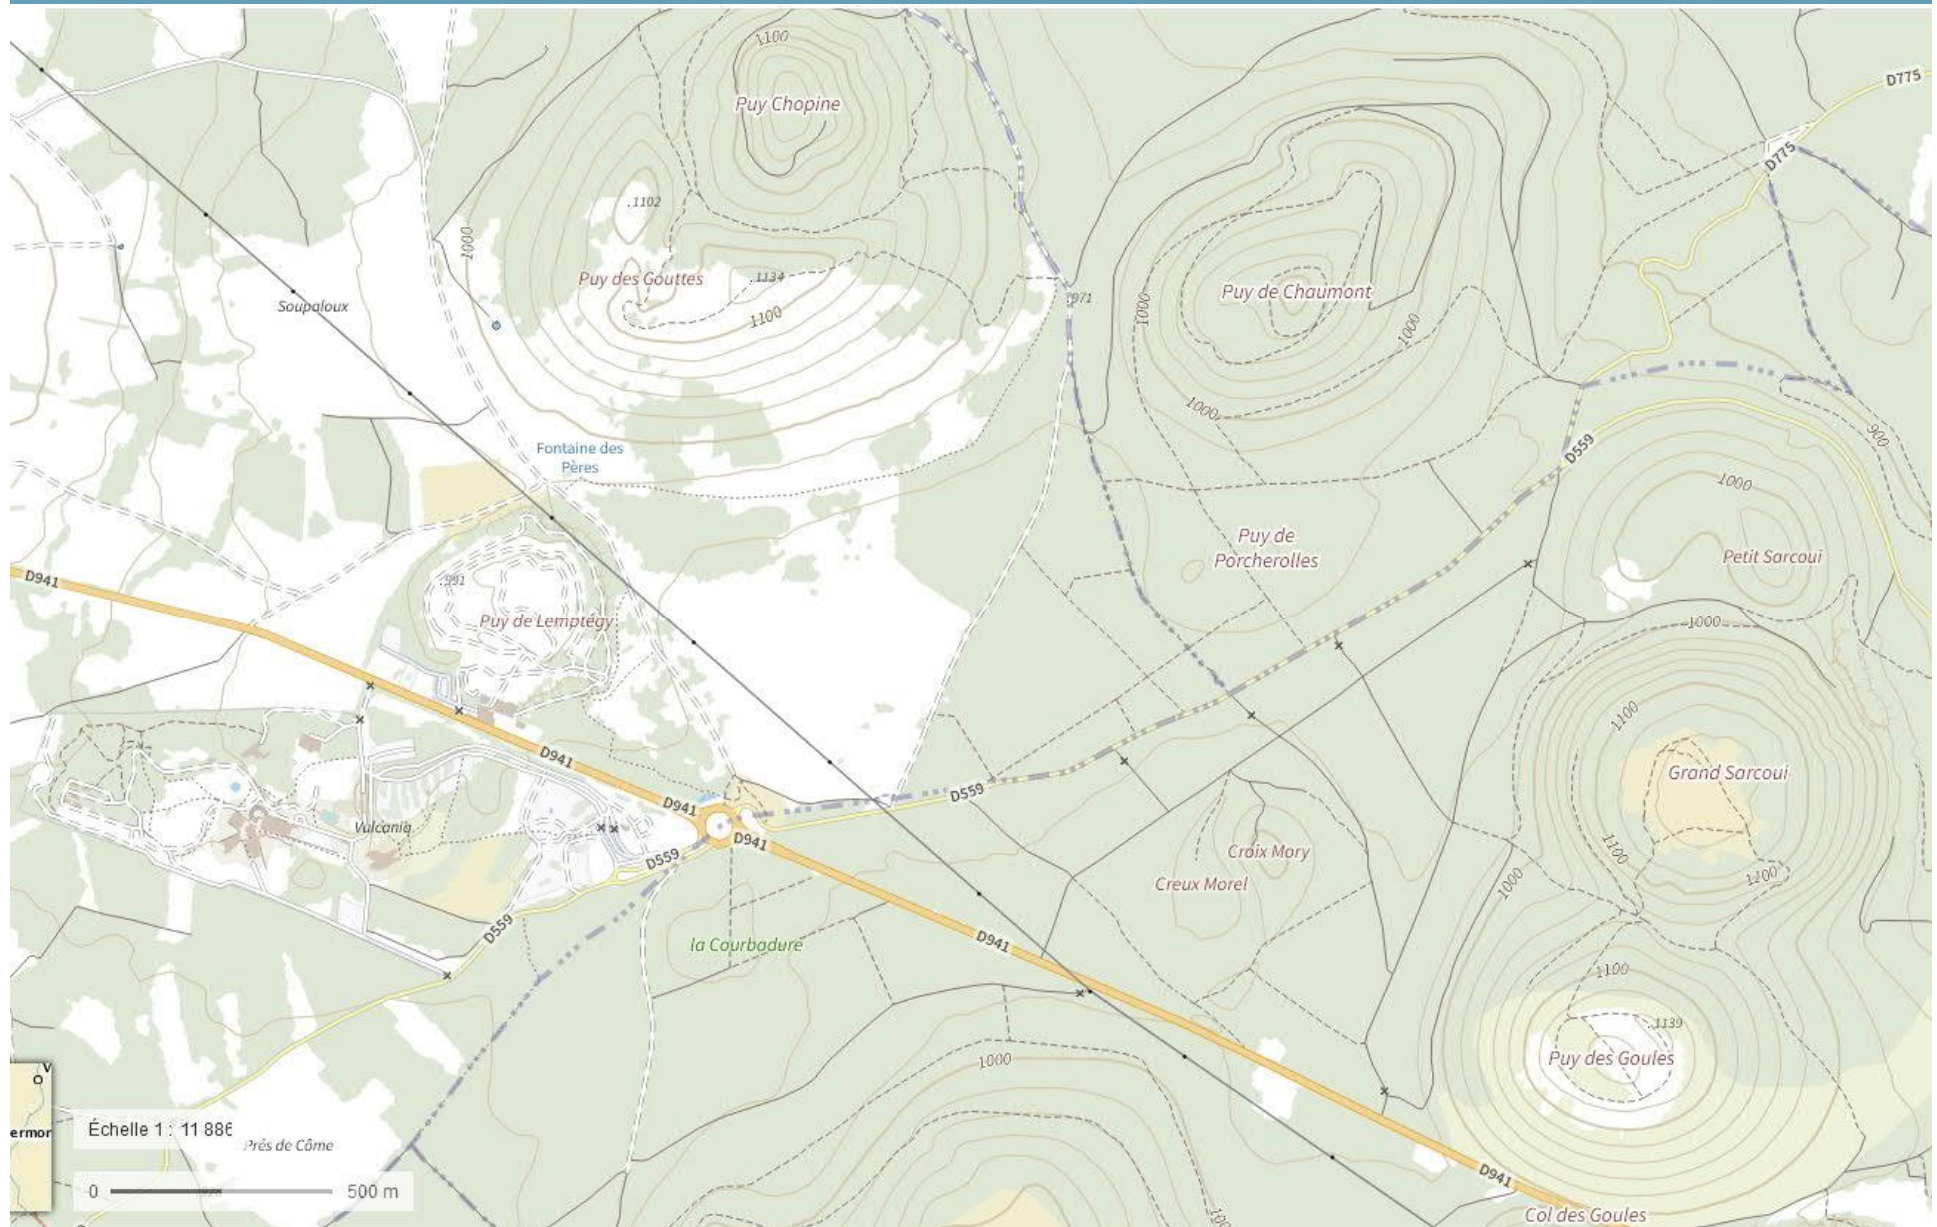 1100
D775
Puy Chopine
D775
.1102
1000
Puy des Gouttes
.1134
971
Puy de Chaumont
Soupaloux
1100
1000
1000
1000
Fontaine des
Pères
900
D559
1000
Puy de
Porcherolles
Petit Sarcoui
D941
.991
Puy de Lemptégy
1000
1100
D941
Grand Sarcoui
D559
D941
Vulcania
D941
D559
Croix Mory
1100
1100
Creux Morel
1000
D559
la Courbadure
D941
1100
.1139
1000
Puy des Goules
V
ermor
Échelle 1 : 11 886
Prés de Côme
D941
0
500 m
Col des Goules